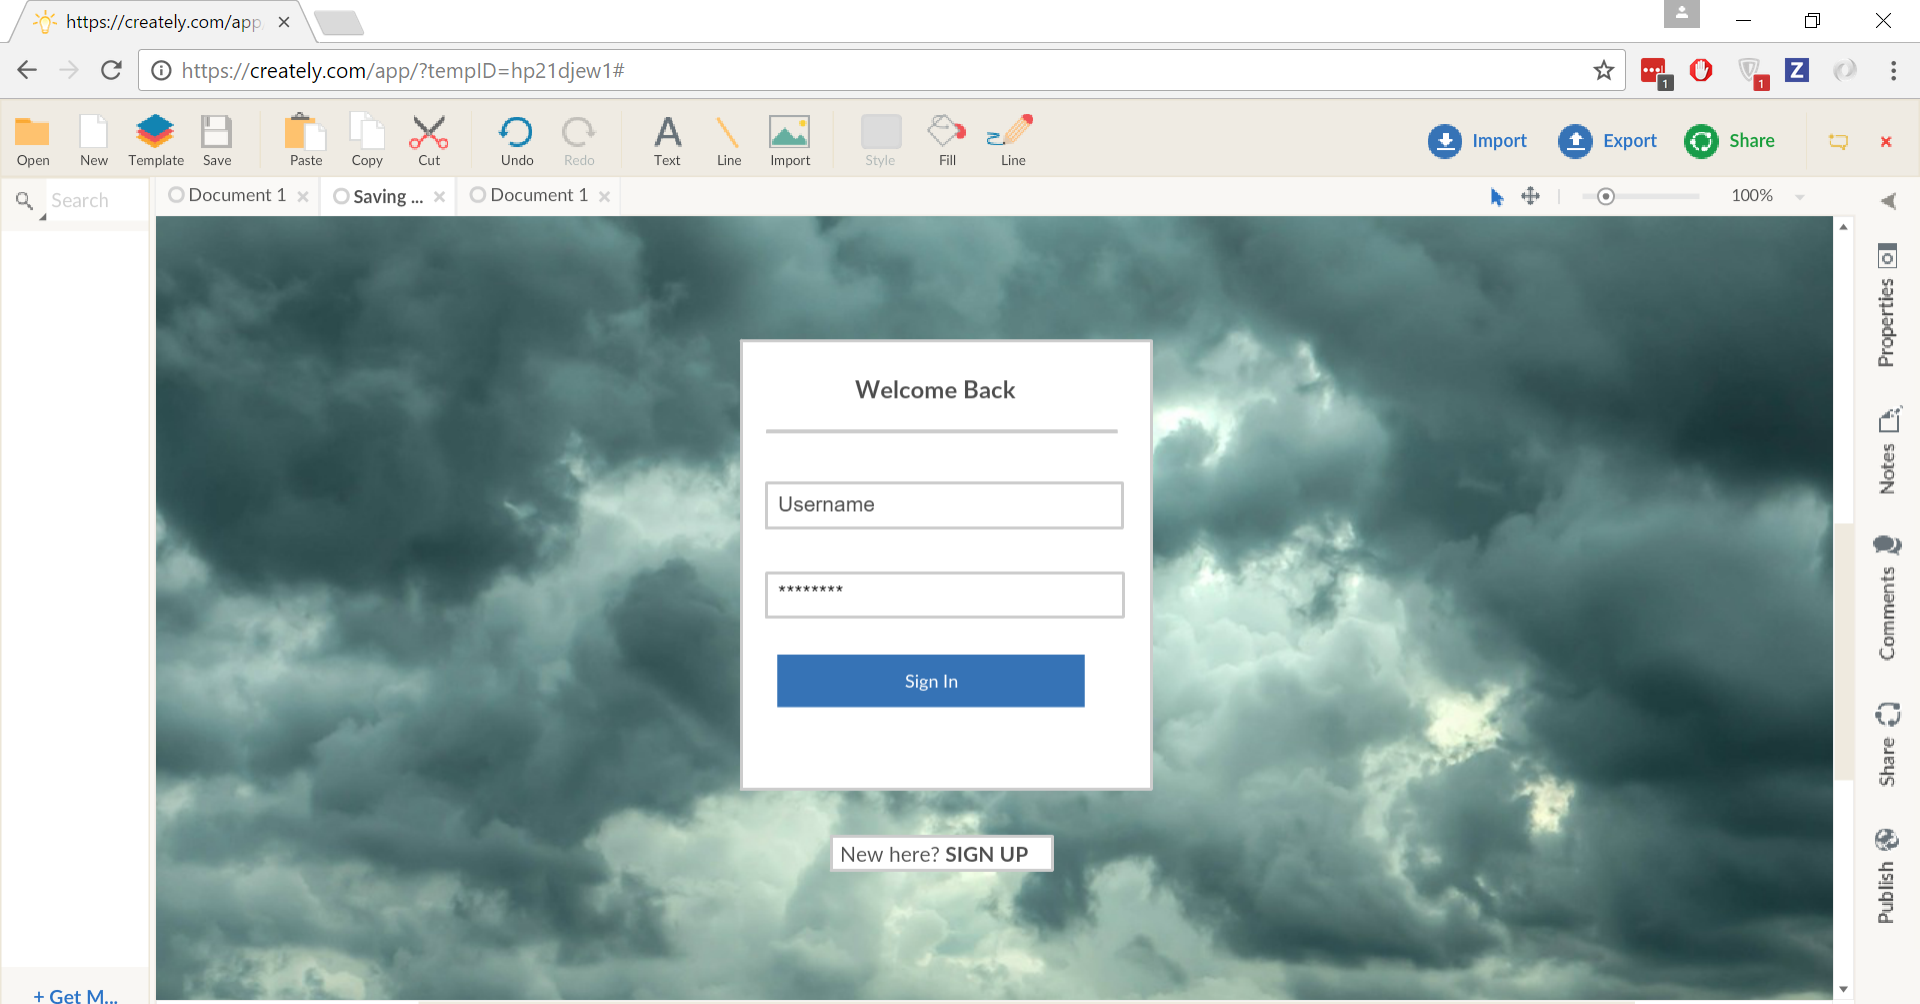 https://creately.com/app
https://creately.com/app/?tempID=hp21djew1#
1
1
Z
Open New Template Save Paste Copy Cut Undo Redo Text Line Import Style Fill Line
Import Export Share
Search
Document 1
Saving ...
Document 1
100%
Properties
Notes
Comments
Share
Publish
Welcome Back
Username
********
Sign In
New here? SIGN UP
+ Get M...